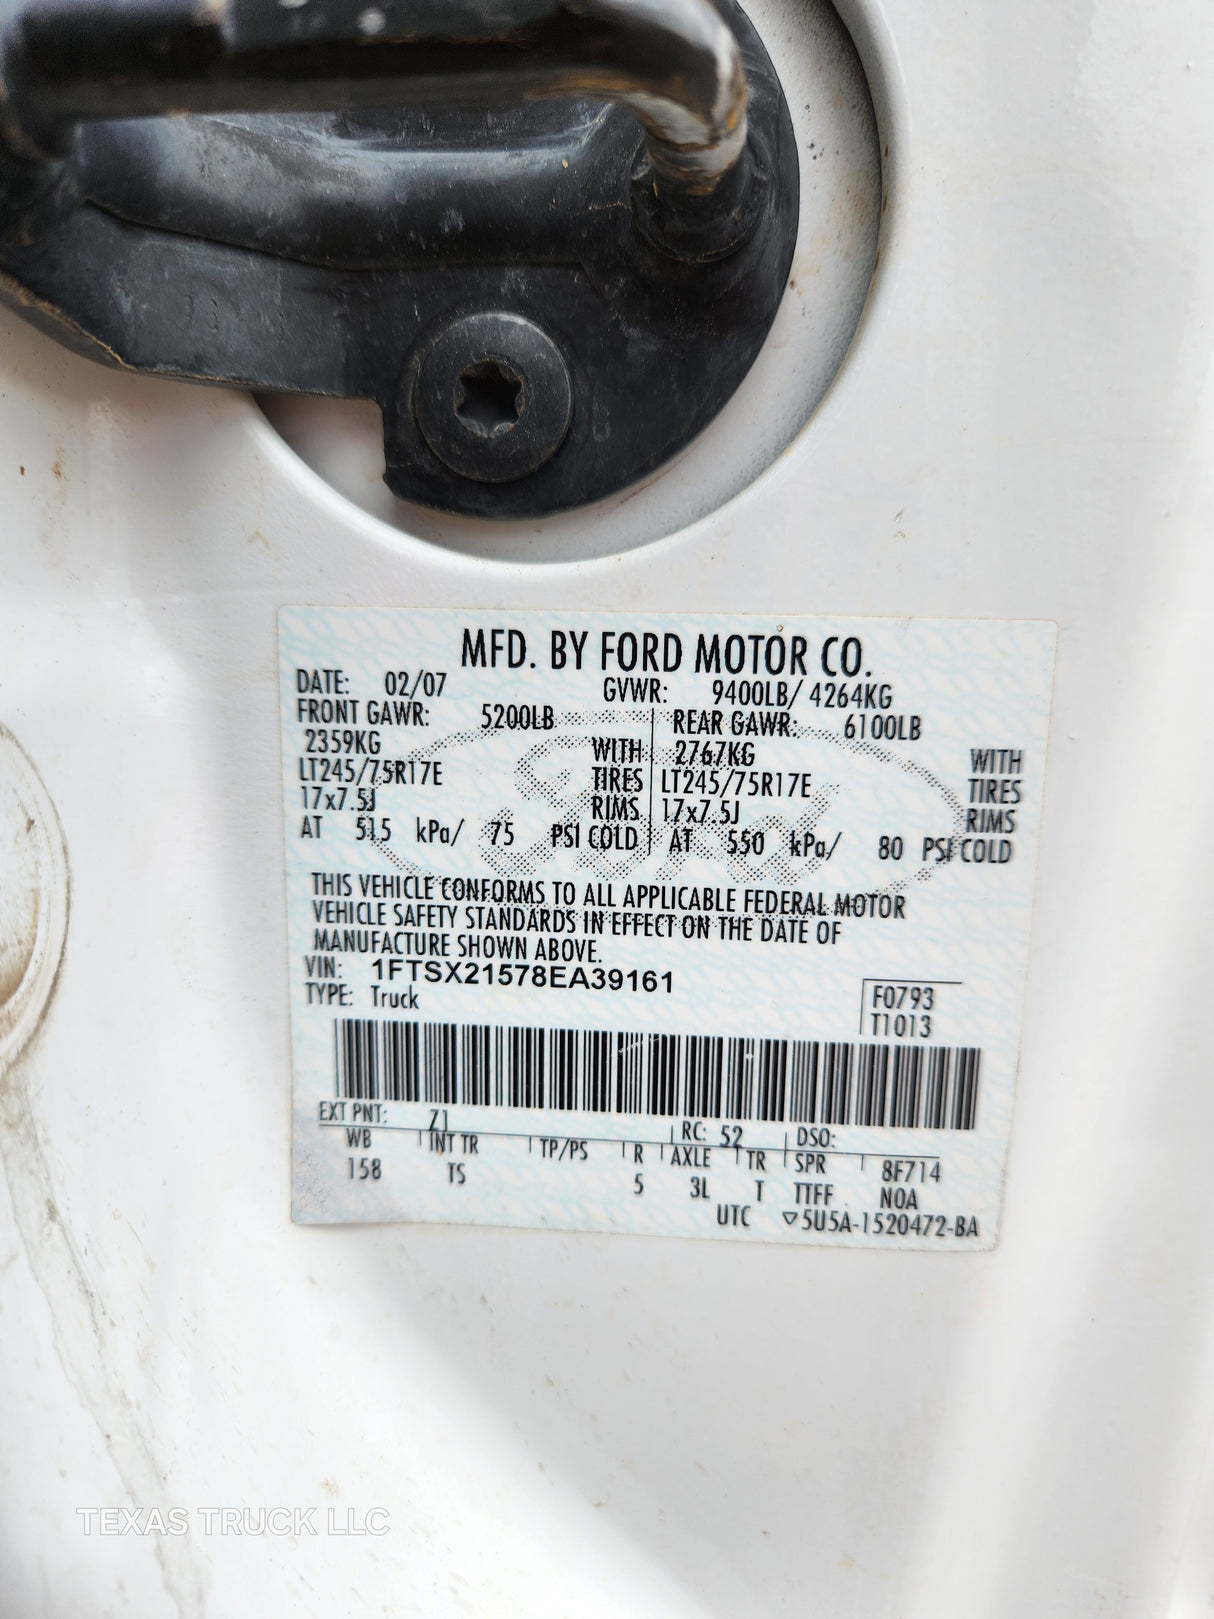 MFD. BY FORD MOTOR CO.
DATE: 02/07 GVWR: 9400LB/ 4264KG
FRONT GAWR: 5200LB REAR GAWR: 6100LB
2359KG WITH 2767KG WITH
LT245/75R17E TIRES LT245/75R17E TIRES
17x7.5J RIMS 17x7.5J RIMS
AT 515 kPa/ 75 PSI COLD AT 550 kPa/ 80 PSI COLD
THIS VEHICLE CONFORMS TO ALL APPLICABLE FEDERAL MOTOR
VEHICLE SAFETY STANDARDS IN EFFECT ON THE DATE OF
MANUFACTURE SHOWN ABOVE.
VIN: 1FTSX21578EA39161
TYPE: Truck
F0793
T1013
EXT PNT: Z1 RC: 52 DSO:
WB INT TR TP/PS R AXLE TR SPR 8F714
158 TS 5 3L T TTFF N0A
UTC ▽5U5A-1520472-BA
Ford
TEXAS TRUCK LLC